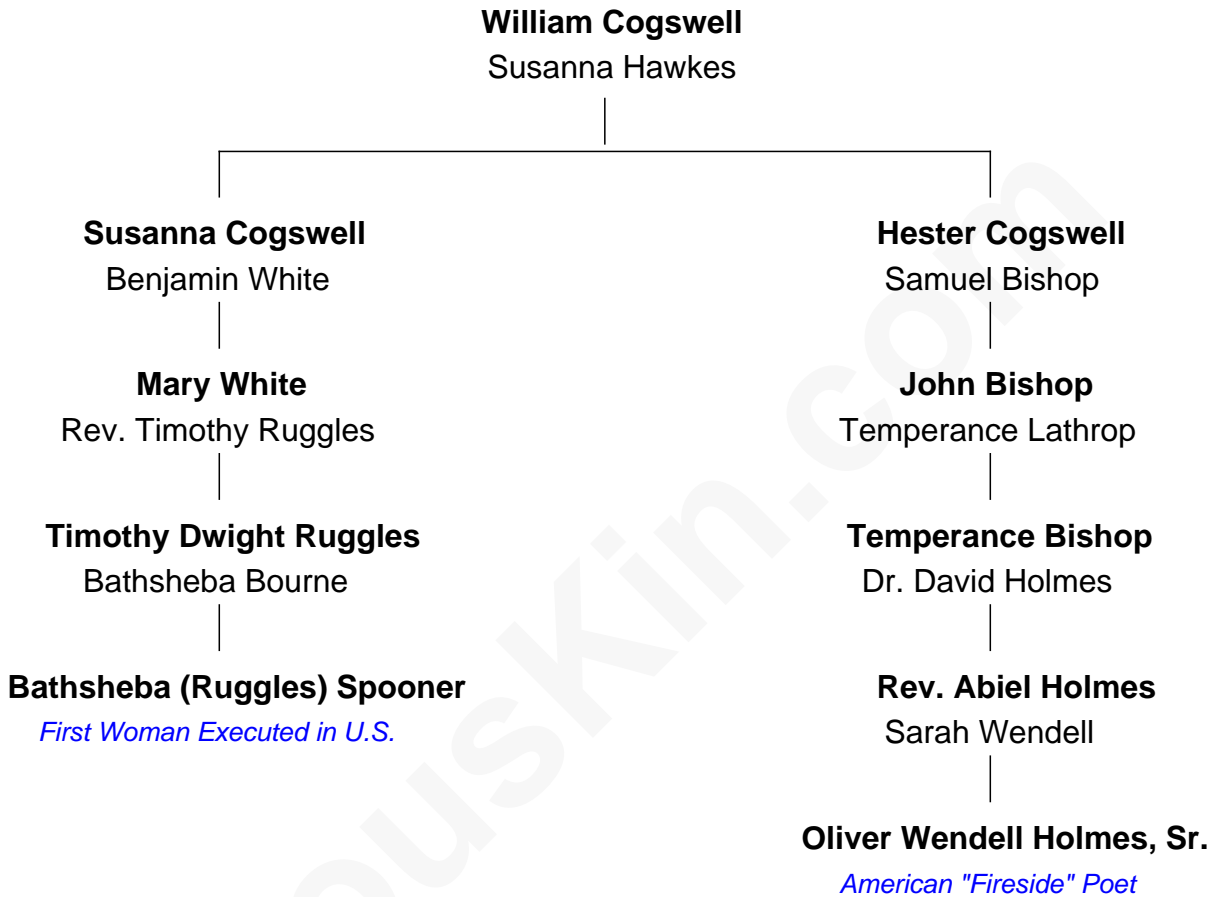 William Cogswell
Susanna Hawkes
Susanna Cogswell
Benjamin White
Hester Cogswell
Samuel Bishop
Mary White
Rev. Timothy Ruggles
John Bishop
Temperance Lathrop
Timothy Dwight Ruggles
Bathsheba Bourne
Temperance Bishop
Dr. David Holmes
Bathsheba (Ruggles) Spooner
First Woman Executed in U.S.
Rev. Abiel Holmes
Sarah Wendell
Oliver Wendell Holmes, Sr.
American "Fireside" Poet
ousKin.com